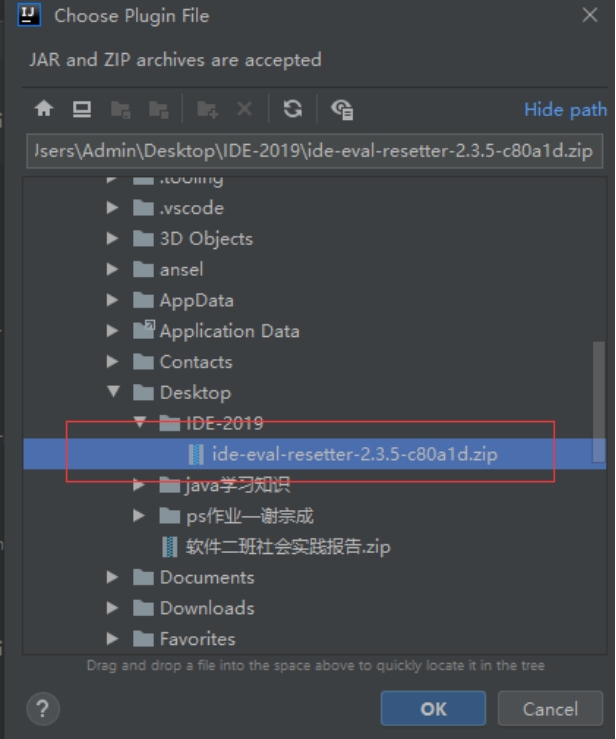 IJ
Choose Plugin File
JAR and ZIP archives are accepted
Hide path
Jsers\Admin\Desktop\IDE-2019\ide-eval-resetter-2.3.5-c80a1d.zip
.tooling
.vscode
3D Objects
ansel
AppData
Application Data
Contacts
Desktop
IDE-2019
ide-eval-resetter-2.3.5-c80a1d.zip
java学习知识
ps作业—谢宗成
软件二班社会实践报告.zip
Documents
Downloads
Favorites
Drag and drop a file into the space above to quickly locate it in the tree
?
OK
Cancel